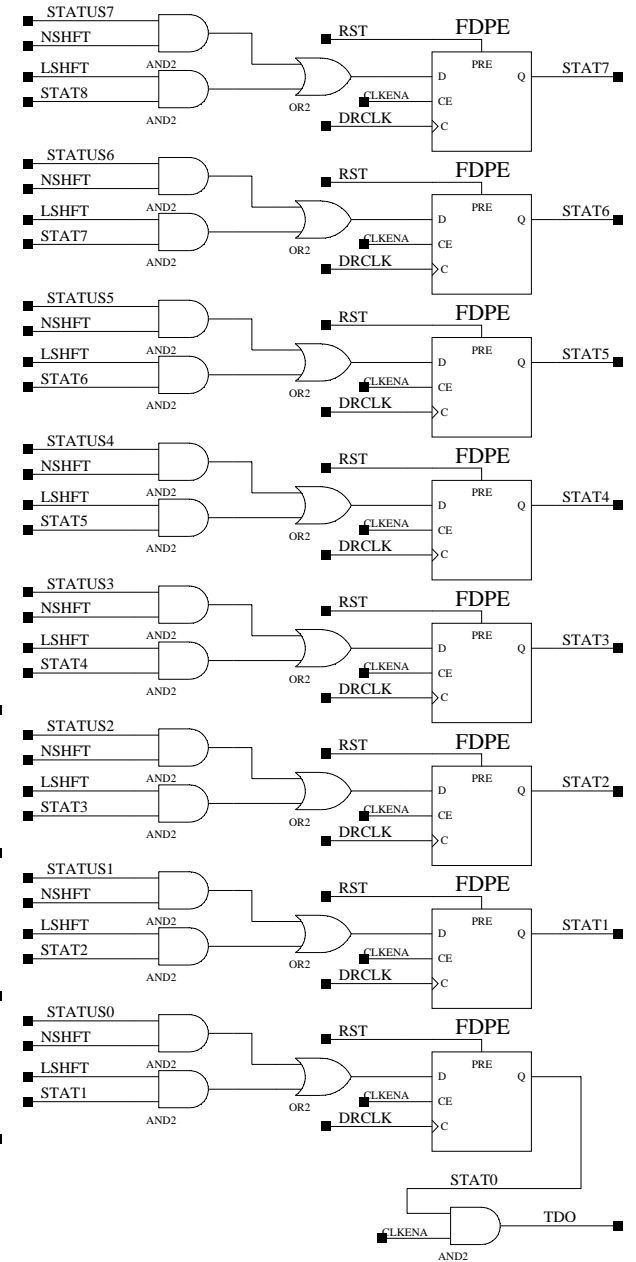 STATUS7
RST FDPE
NSHFT
AND2 PRE
LSHFT D Q STAT7
STAT8 OR2 CLKENA CE
AND2 DRCLK C
STATUS6
RST FDPE
NSHFT
AND2 PRE
LSHFT D Q STAT6
STAT7 OR2 CLKENA CE
AND2 DRCLK C
STATUS5
RST FDPE
NSHFT
AND2 PRE
LSHFT D Q STAT5
STAT6 OR2 CLKENA CE
AND2 DRCLK C
STATUS4
RST FDPE
NSHFT
AND2 PRE
LSHFT D Q STAT4
STAT5 OR2 CLKENA CE
AND2 DRCLK C
STATUS3
RST FDPE
NSHFT
AND2 PRE
LSHFT D Q STAT3
STAT4 OR2 CLKENA CE
AND2 DRCLK C
STATUS2
RST FDPE
NSHFT
AND2 PRE
LSHFT D Q STAT2
STAT3 OR2 CLKENA CE
AND2 DRCLK C
STATUS1
RST FDPE
NSHFT
AND2 PRE
LSHFT D Q STAT1
STAT2 OR2 CLKENA CE
AND2 DRCLK C
STATUS0
RST FDPE
NSHFT
AND2 PRE
LSHFT D Q
STAT1 OR2 CLKENA CE
AND2 DRCLK C
STAT0
CLKENA TDO
AND2